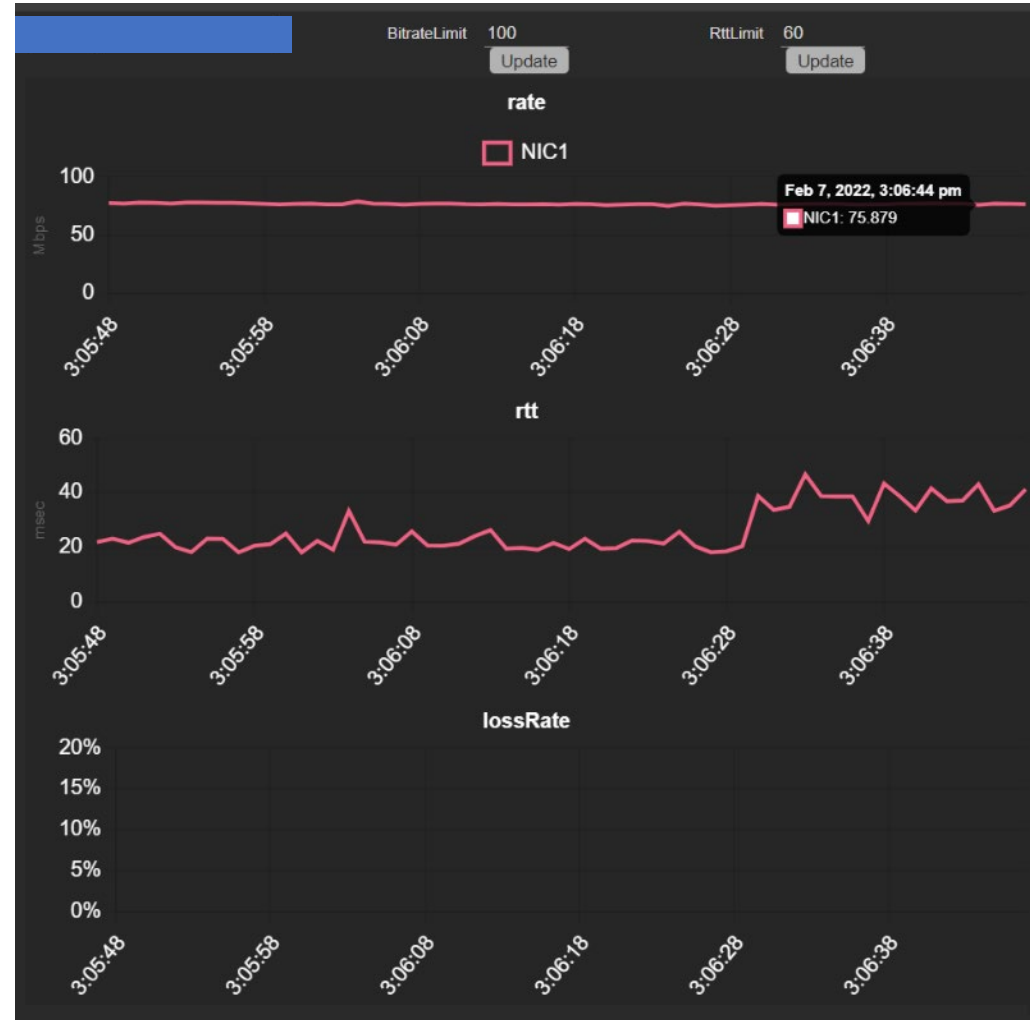 BitrateLimit 100 RttLimit 60
Update Update
rate
NIC1
100
50
0
Mbps
Feb 7, 2022, 3:06:44 pm
NIC1: 75.879
3:05:48 3:05:58 3:06:08 3:06:18 3:06:28 3:06:38
rtt
60
40
20
0
msec
3:05:48 3:05:58 3:06:08 3:06:18 3:06:28 3:06:38
lossRate
20%
15%
10%
5%
0%
3:05:48 3:05:58 3:06:08 3:06:18 3:06:28 3:06:38